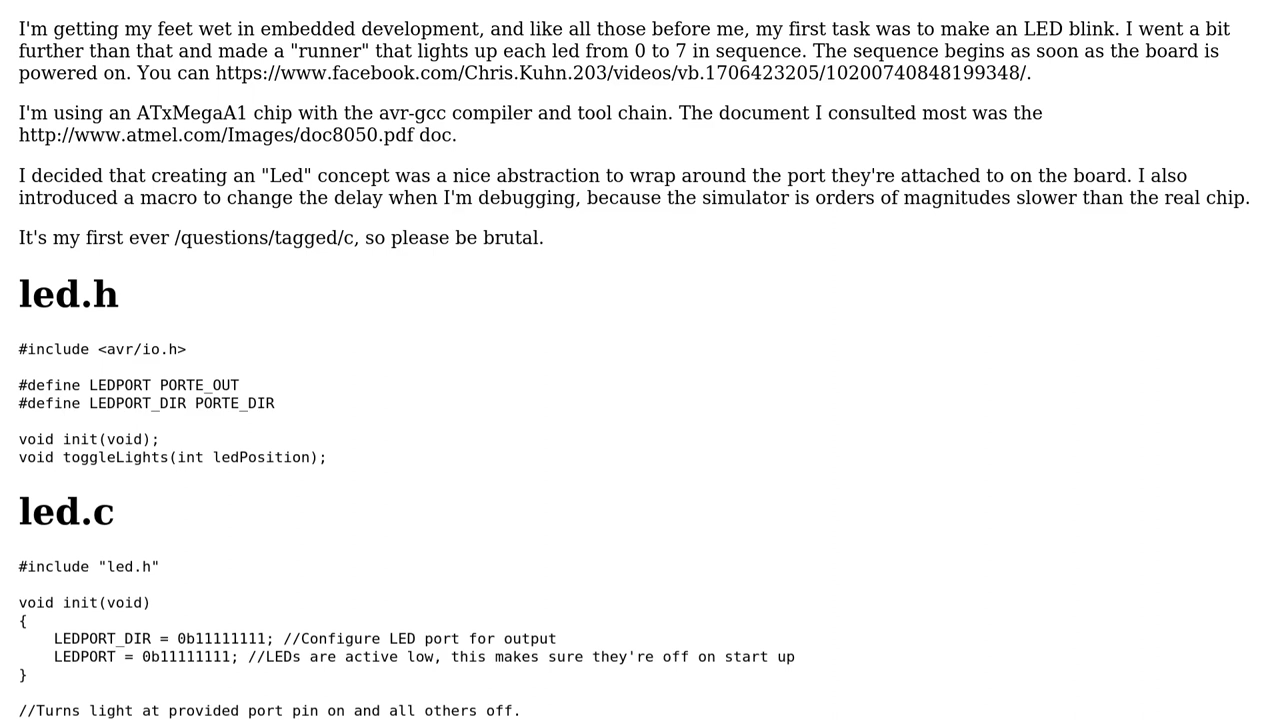 I'm getting my feet wet in embedded development, and like all those before me, my first task was to make an LED blink. I went a bit
further than that and made a "runner" that lights up each led from 0 to 7 in sequence. The sequence begins as soon as the board is
powered on. You can https://www.facebook.com/Chris.Kuhn.203/videos/vb.1706423205/10200740848199348/.
I'm using an ATxMegaA1 chip with the avr-gcc compiler and tool chain. The document I consulted most was the
http://www.atmel.com/Images/doc8050.pdf doc.
I decided that creating an "Led" concept was a nice abstraction to wrap around the port they're attached to on the board. I also
introduced a macro to change the delay when I'm debugging, because the simulator is orders of magnitudes slower than the real chip.
It's my first ever /questions/tagged/c, so please be brutal.
led.h
#include <avr/io.h>
#define LEDPORT PORTE_OUT
#define LEDPORT_DIR PORTE_DIR
void init(void);
void toggleLights(int ledPosition);
led.c
#include "led.h"
void init(void)
{
    LEDPORT_DIR = 0b11111111; //Configure LED port for output
    LEDPORT = 0b11111111; //LEDs are active low, this makes sure they're off on start up
}
//Turns light at provided port pin on and all others off.